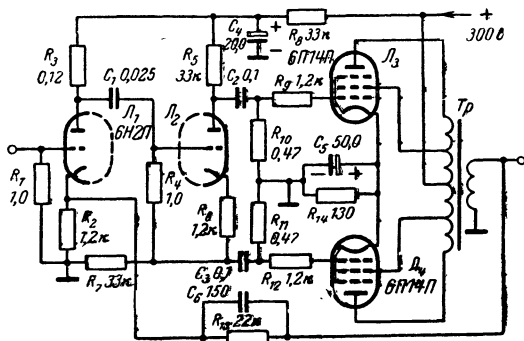 R3
0,12
C1 0,025
Л1
6Н2П
R1
1,0
R2
1,2к
R7 33к
R5
33к
Л2
R4
1,0
R6
1,2к
C4
20,0
+
−
R8 33к
6П14П
Л3
+
300 в
C2 0,1
R9 1,2к
R10
0,47
C5 50,0
−
+
R14 130
R11
0,47
C3 0,1
R12 1,2к
Л4
6П14П
Тр
C6 150
R13 22к